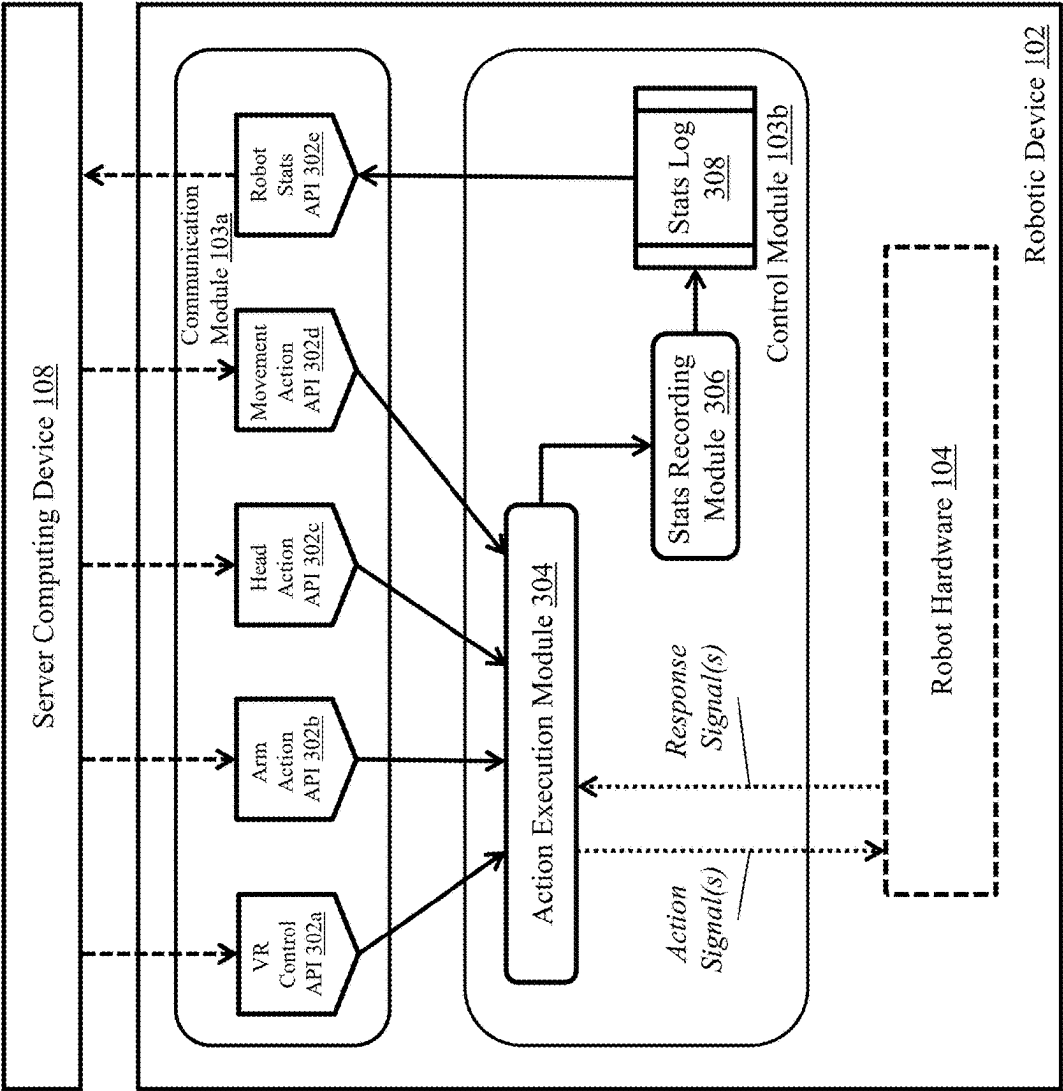 Server Computing Device 108
Communication
Module 103a
VR
Control
API 302a
Arm
Action
API 302b
Head
Action
API 302c
Movement
Action
API 302d
Robot
Stats
API 302e
Action Execution Module 304
Stats Recording
Module 306
Stats Log
308
Control Module 103b
Action
Signal(s)
Response
Signal(s)
Robot Hardware 104
Robotic Device 102